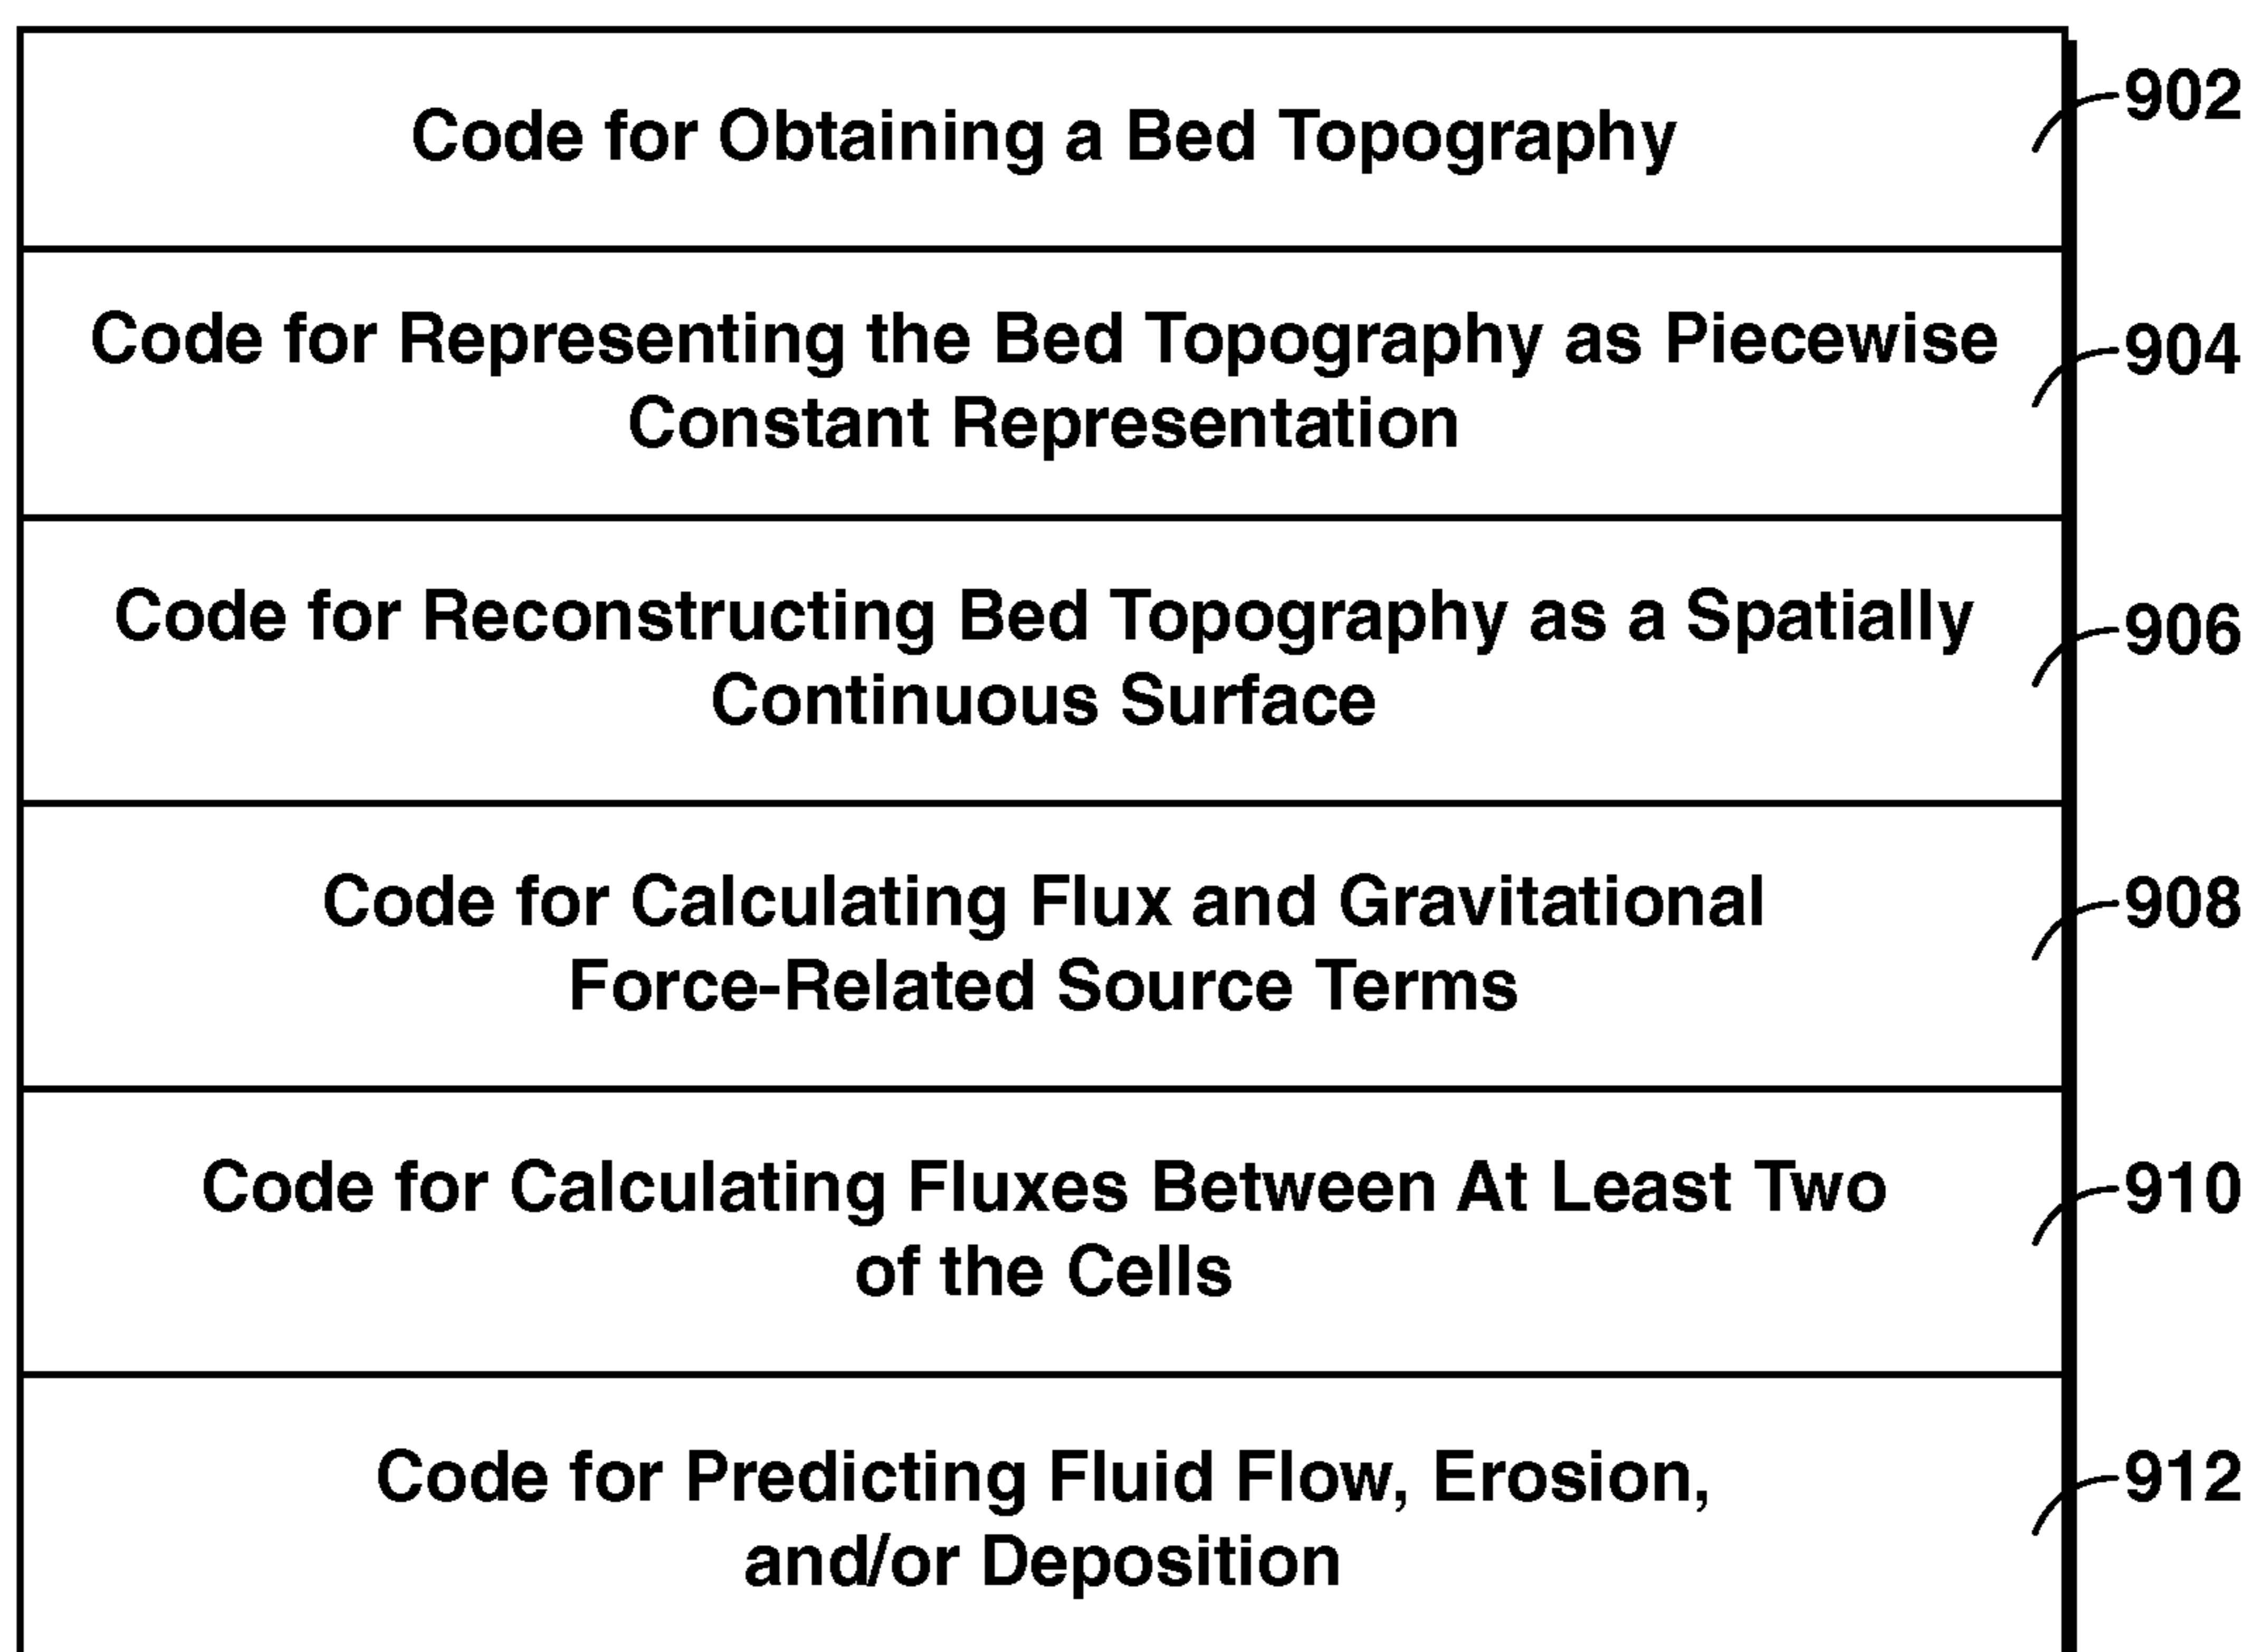 Code for Obtaining a Bed Topography
902
Code for Representing the Bed Topography as Piecewise
Constant Representation
904
Code for Reconstructing Bed Topography as a Spatially
Continuous Surface
906
Code for Calculating Flux and Gravitational
Force-Related Source Terms
908
Code for Calculating Fluxes Between At Least Two
of the Cells
910
Code for Predicting Fluid Flow, Erosion,
and/or Deposition
912